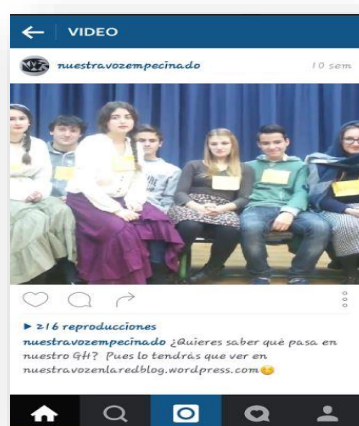 VIDEO
nuestravozempecinado 10 sem
216 reproducciones
nuestravozempecinado ¿Quieres saber qué pasa en
nuestro GH? Pues lo tendrás que ver en
nuestravozenlaredblog.wordpress.com